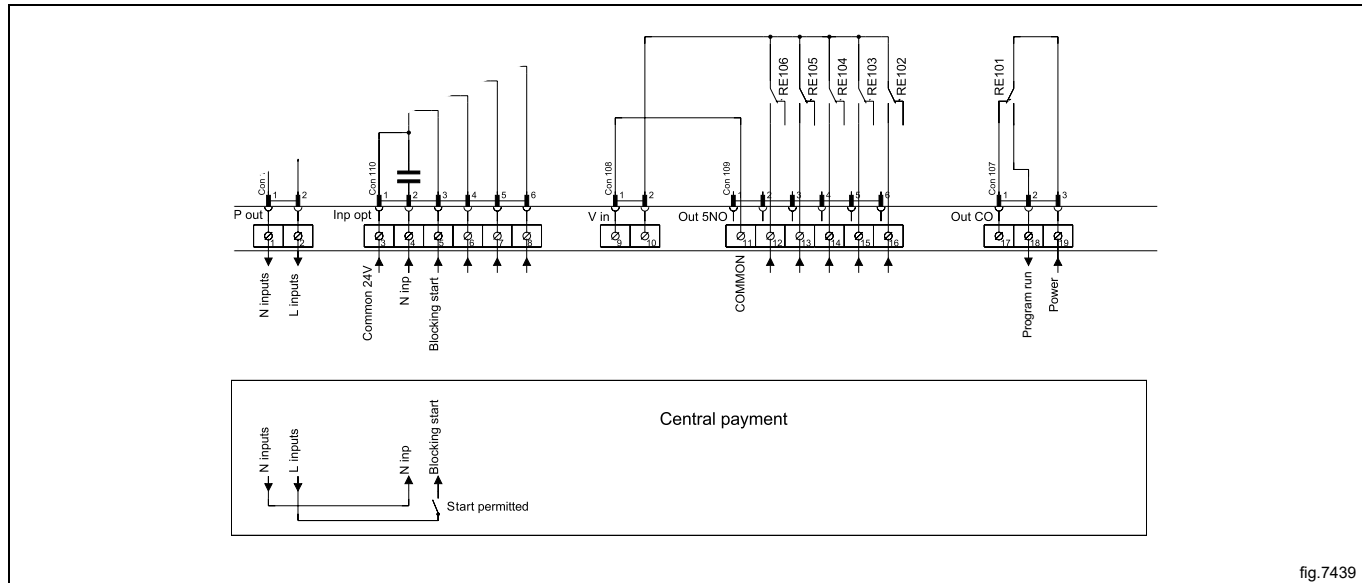 RE106
RE105
RE104
RE103
RE102
RE101
Con
Con 110
Con 108
Con 109
Con 107
1 2
1 2 3 4 5 6
1 2
1 2 3 4 5 6
1 2 3
P out
Inp opt
V in
Out 5NO
Out CO
1 2
3 4 5 6 7 8
9 10
11 12 13 14 15 16
17 18 19
N inputs
L inputs
Common 24V
N inp
Blocking start
COMMON
Program run
Power
Central payment
N inputs
L inputs
N inp
Blocking start
Start permitted
fig.7439